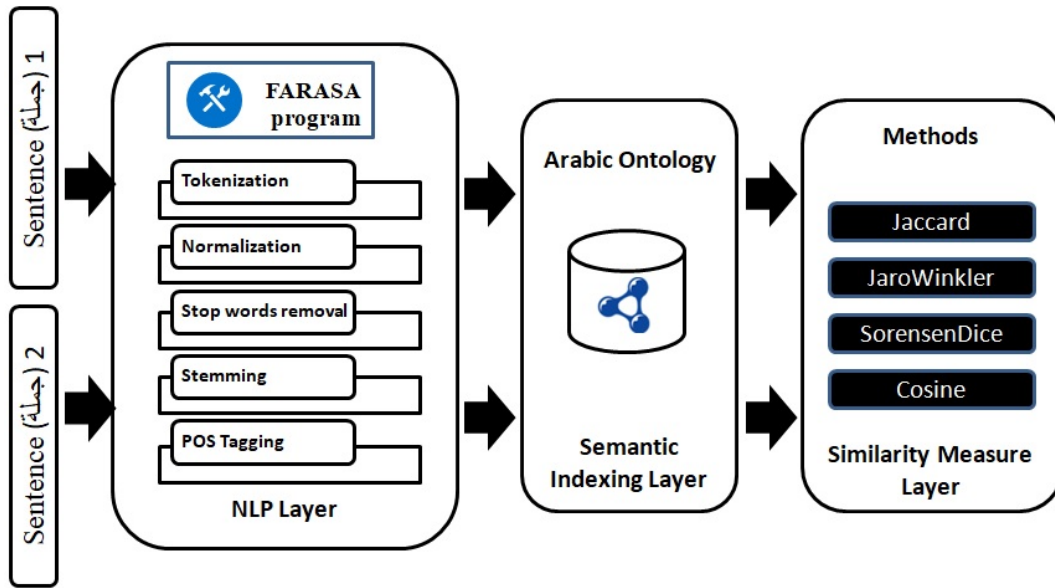 Sentence (جملة) 1
Sentence (جملة) 2
FARASA
program
Tokenization
Normalization
Stop words removal
Stemming
POS Tagging
NLP Layer
Arabic Ontology
Semantic
Indexing Layer
Methods
Jaccard
JaroWinkler
SorensenDice
Cosine
Similarity Measure
Layer